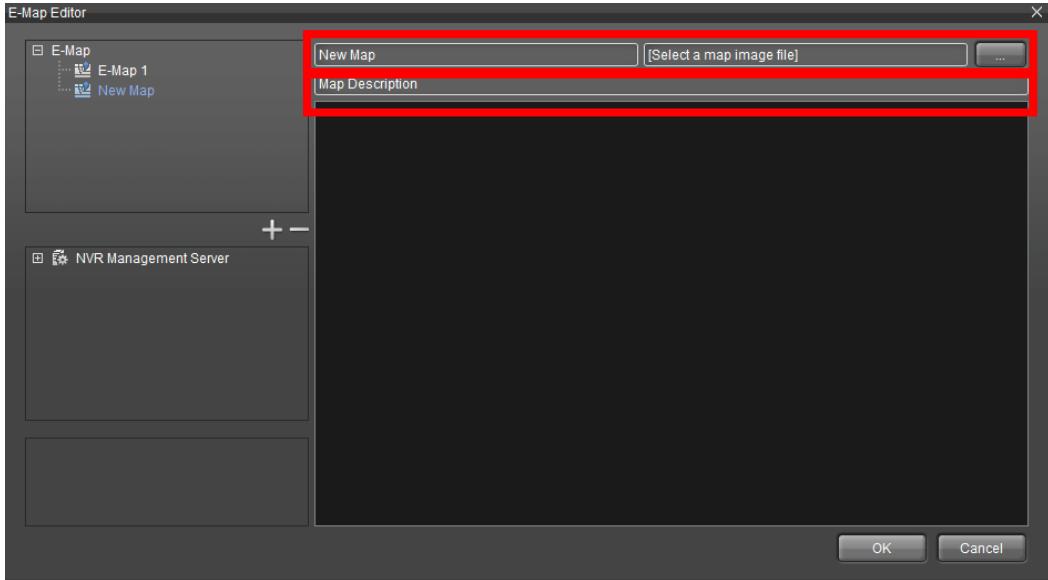 E-Map Editor
E-Map
E-Map 1
New Map
New Map
[Select a map image file]
...
Map Description
NVR Management Server
OK
Cancel